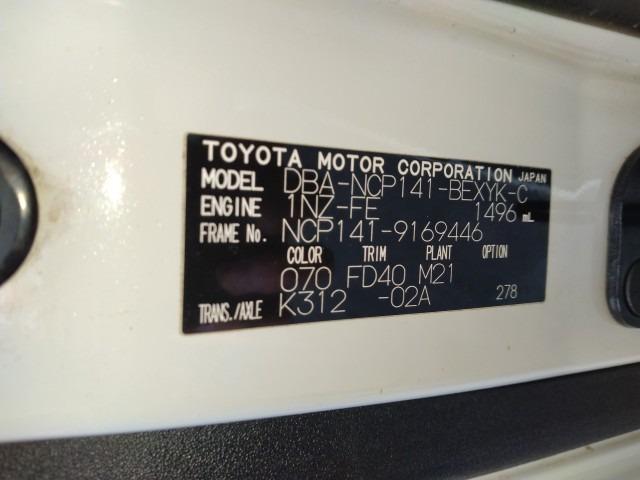 TOYOTA MOTOR CORPORATION JAPAN
MODEL DBA-NCP141-BEXYK-C
ENGINE 1NZ-FE 1496 mL
FRAME No. NCP141-9169446
COLOR TRIM PLANT OPTION
070 FD40 M21
TRANS./AXLE K312 -02A 278